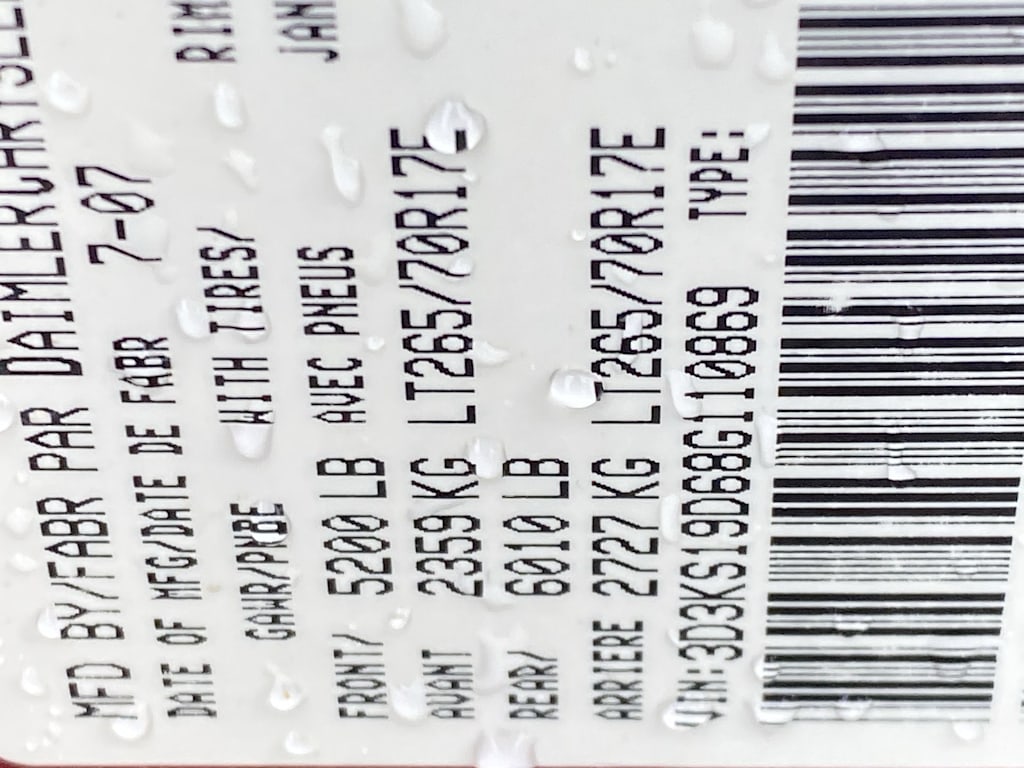 MFD BY/FABR PAR DAIMLERCHRYSLE
DATE OF MFG/DATE DE FABR 7-07
GAWR/PNBE WITH TIRES/ RIM
AVEC PNEUS JAN
FRONT/ 5200 LB
AVANT 2359 KG LT265/70R17E
REAR/ 6010 LB
ARRIERE 2727 KG LT265/70R17E
VIN:3D3KS19D68G110869 TYPE: